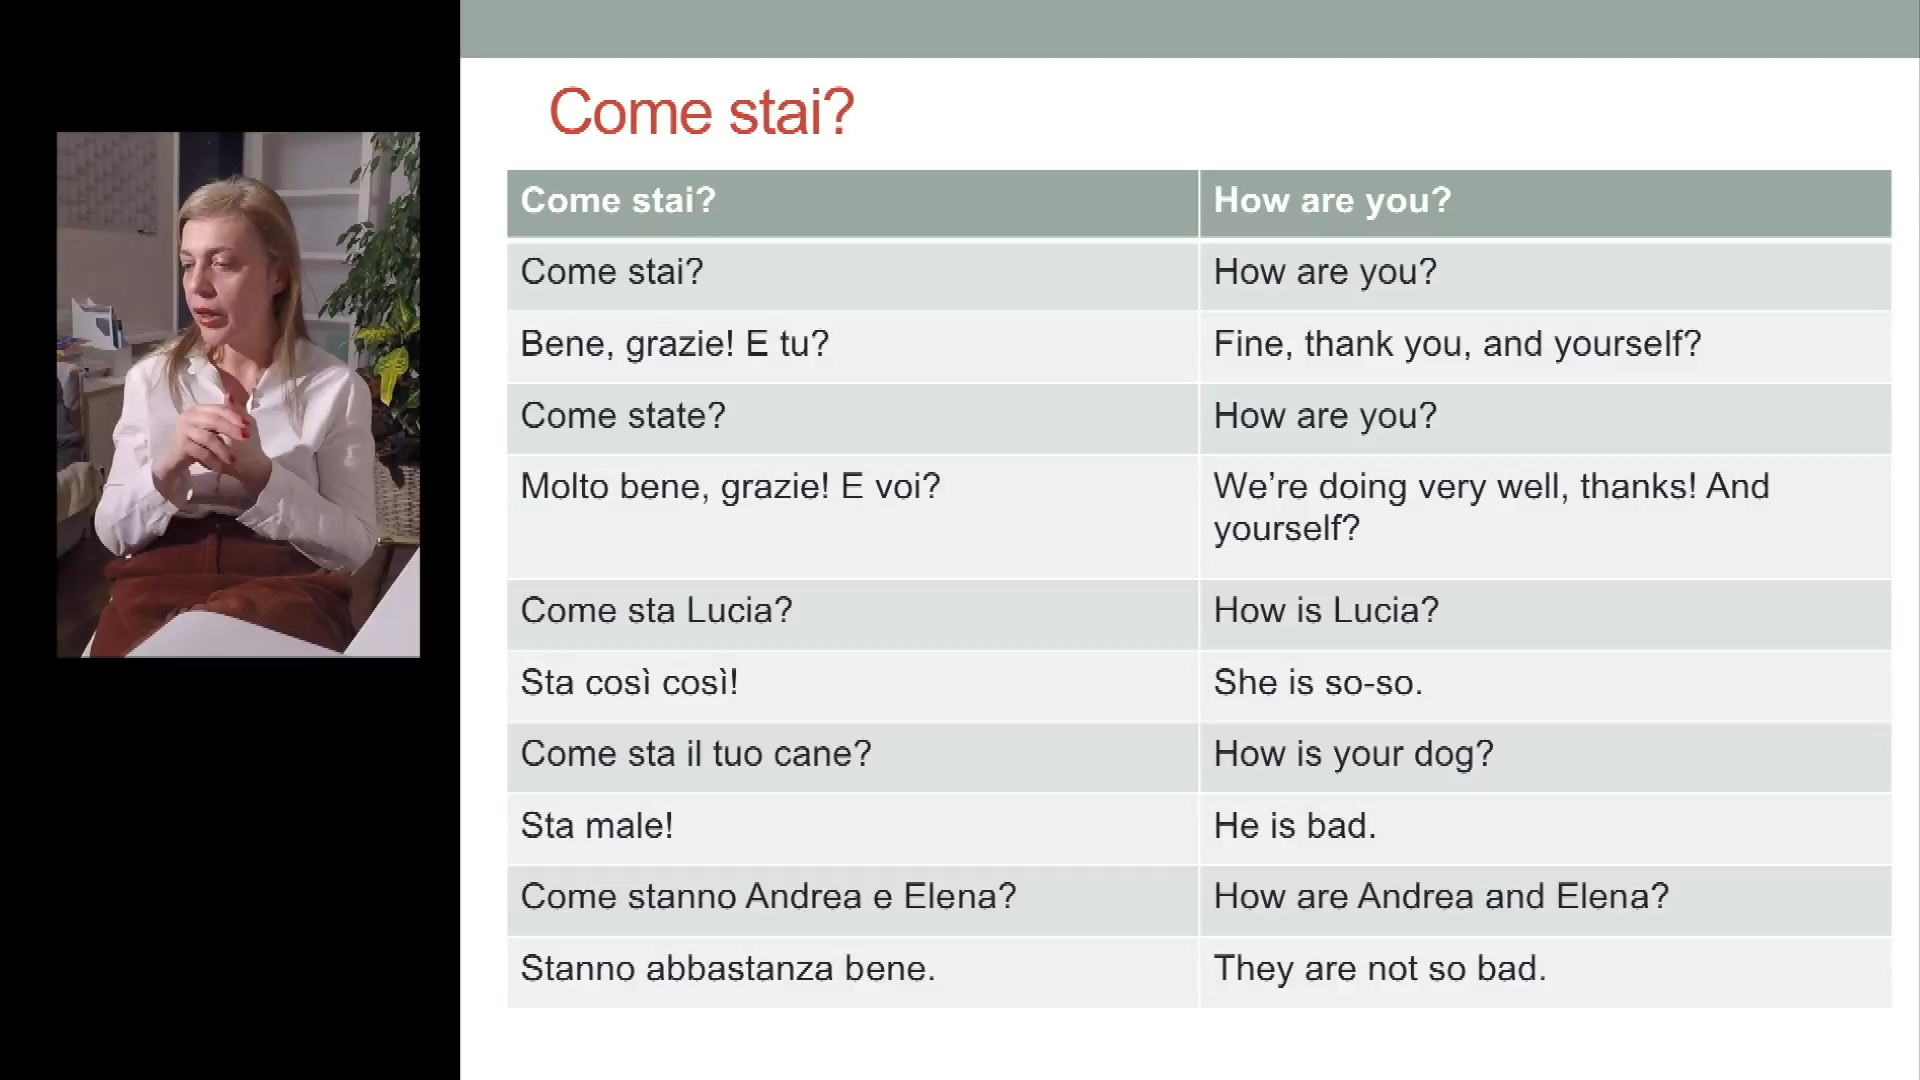 Come stai?
Come stai? How are you?
Come stai? How are you?
Bene, grazie! E tu? Fine, thank you, and yourself?
Come state? How are you?
Molto bene, grazie! E voi? We’re doing very well, thanks! And
yourself?
Come sta Lucia? How is Lucia?
Sta così così! She is so-so.
Come sta il tuo cane? How is your dog?
Sta male! He is bad.
Come stanno Andrea e Elena? How are Andrea and Elena?
Stanno abbastanza bene. They are not so bad.